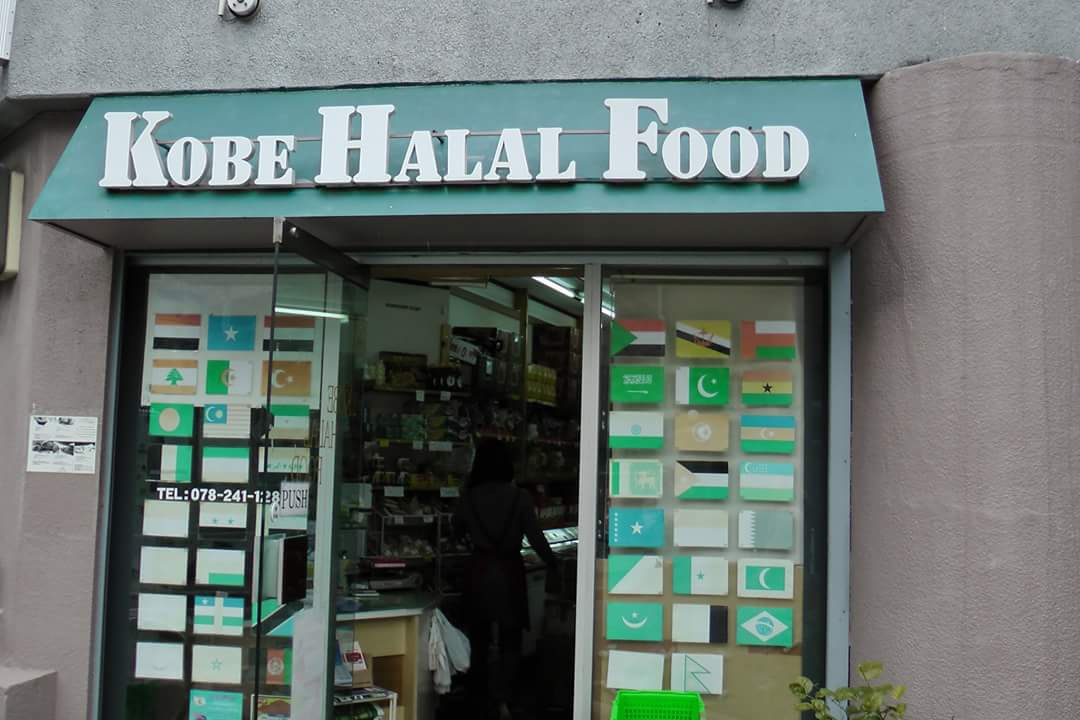 KOBE HALAL FOOD
TEL:078-241-128
PUSH